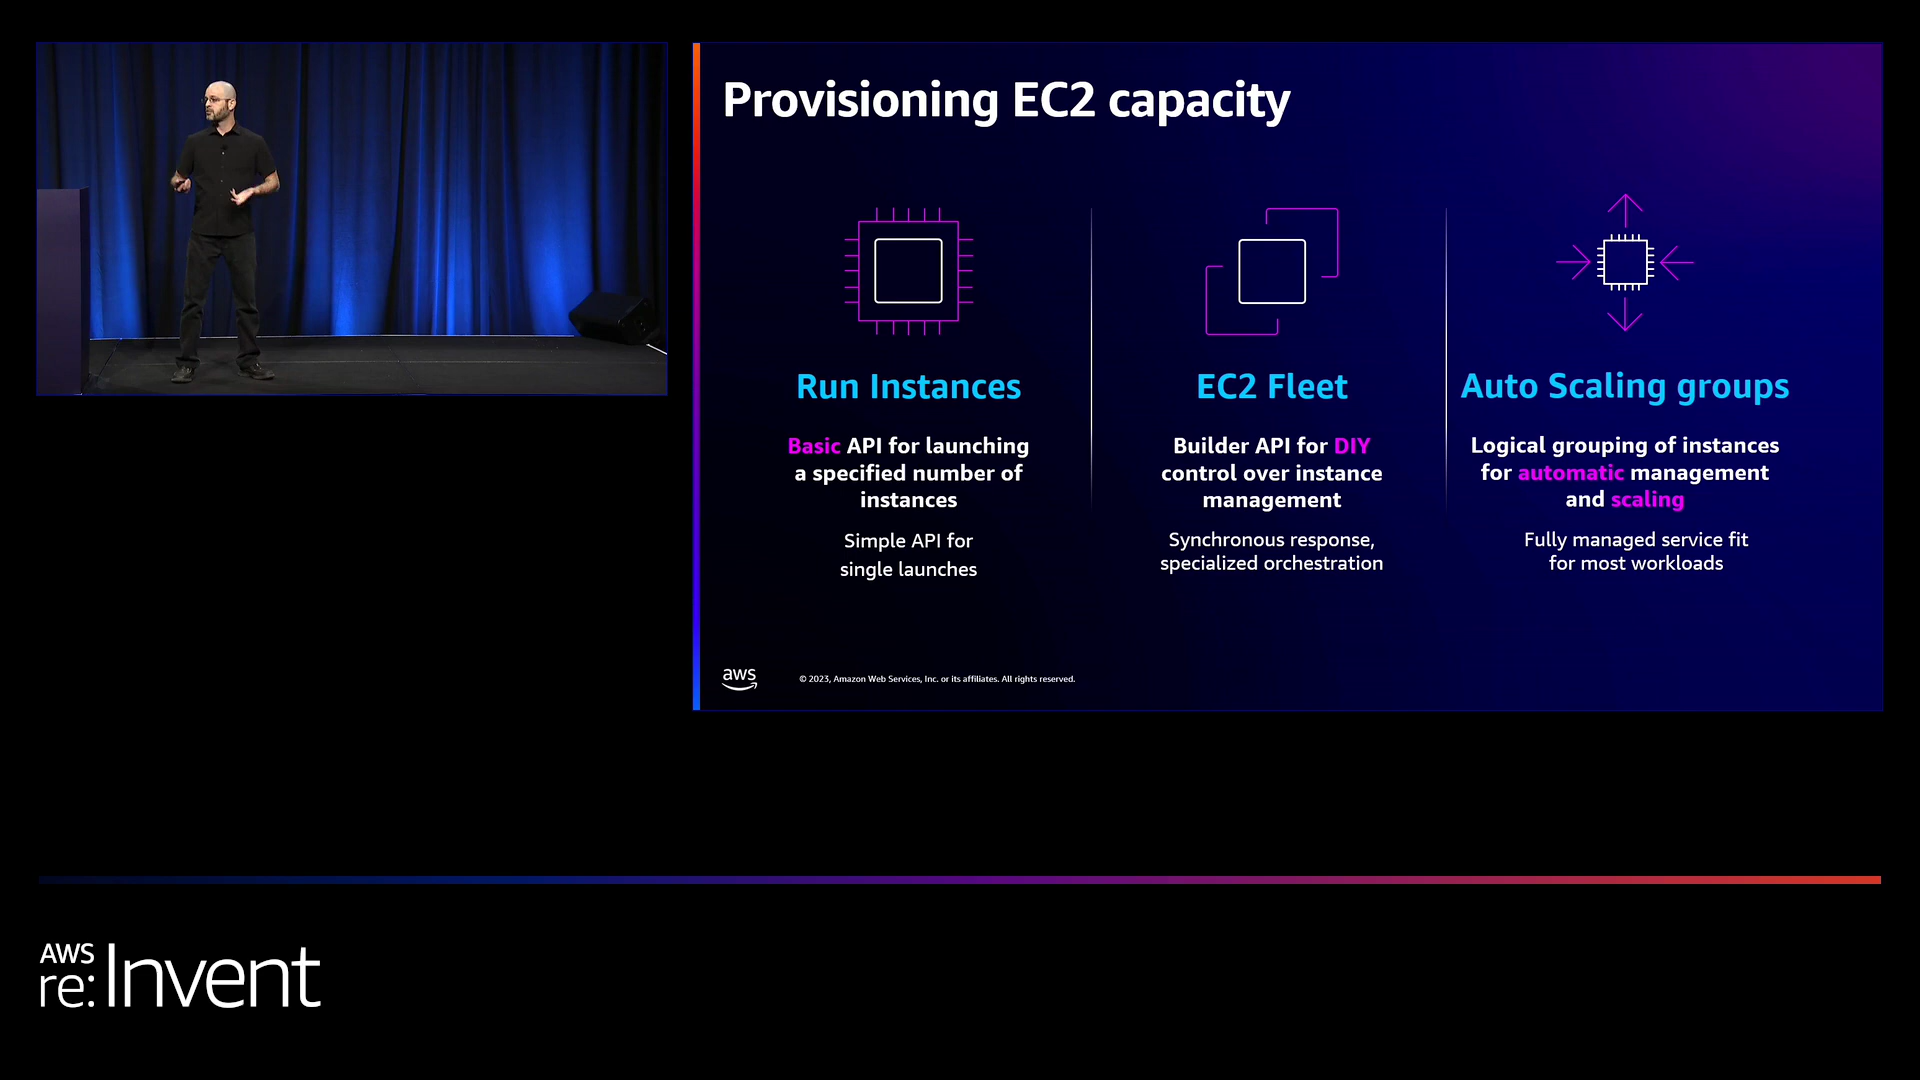 Provisioning EC2 capacity
Run Instances
Basic API for launching
a specified number of
instances
Simple API for
single launches
EC2 Fleet
Builder API for DIY
control over instance
management
Synchronous response,
specialized orchestration
Auto Scaling groups
Logical grouping of instances
for automatic management
and scaling
Fully managed service fit
for most workloads
aws
© 2023, Amazon Web Services, Inc. or its affiliates. All rights reserved.
AWS
re:Invent